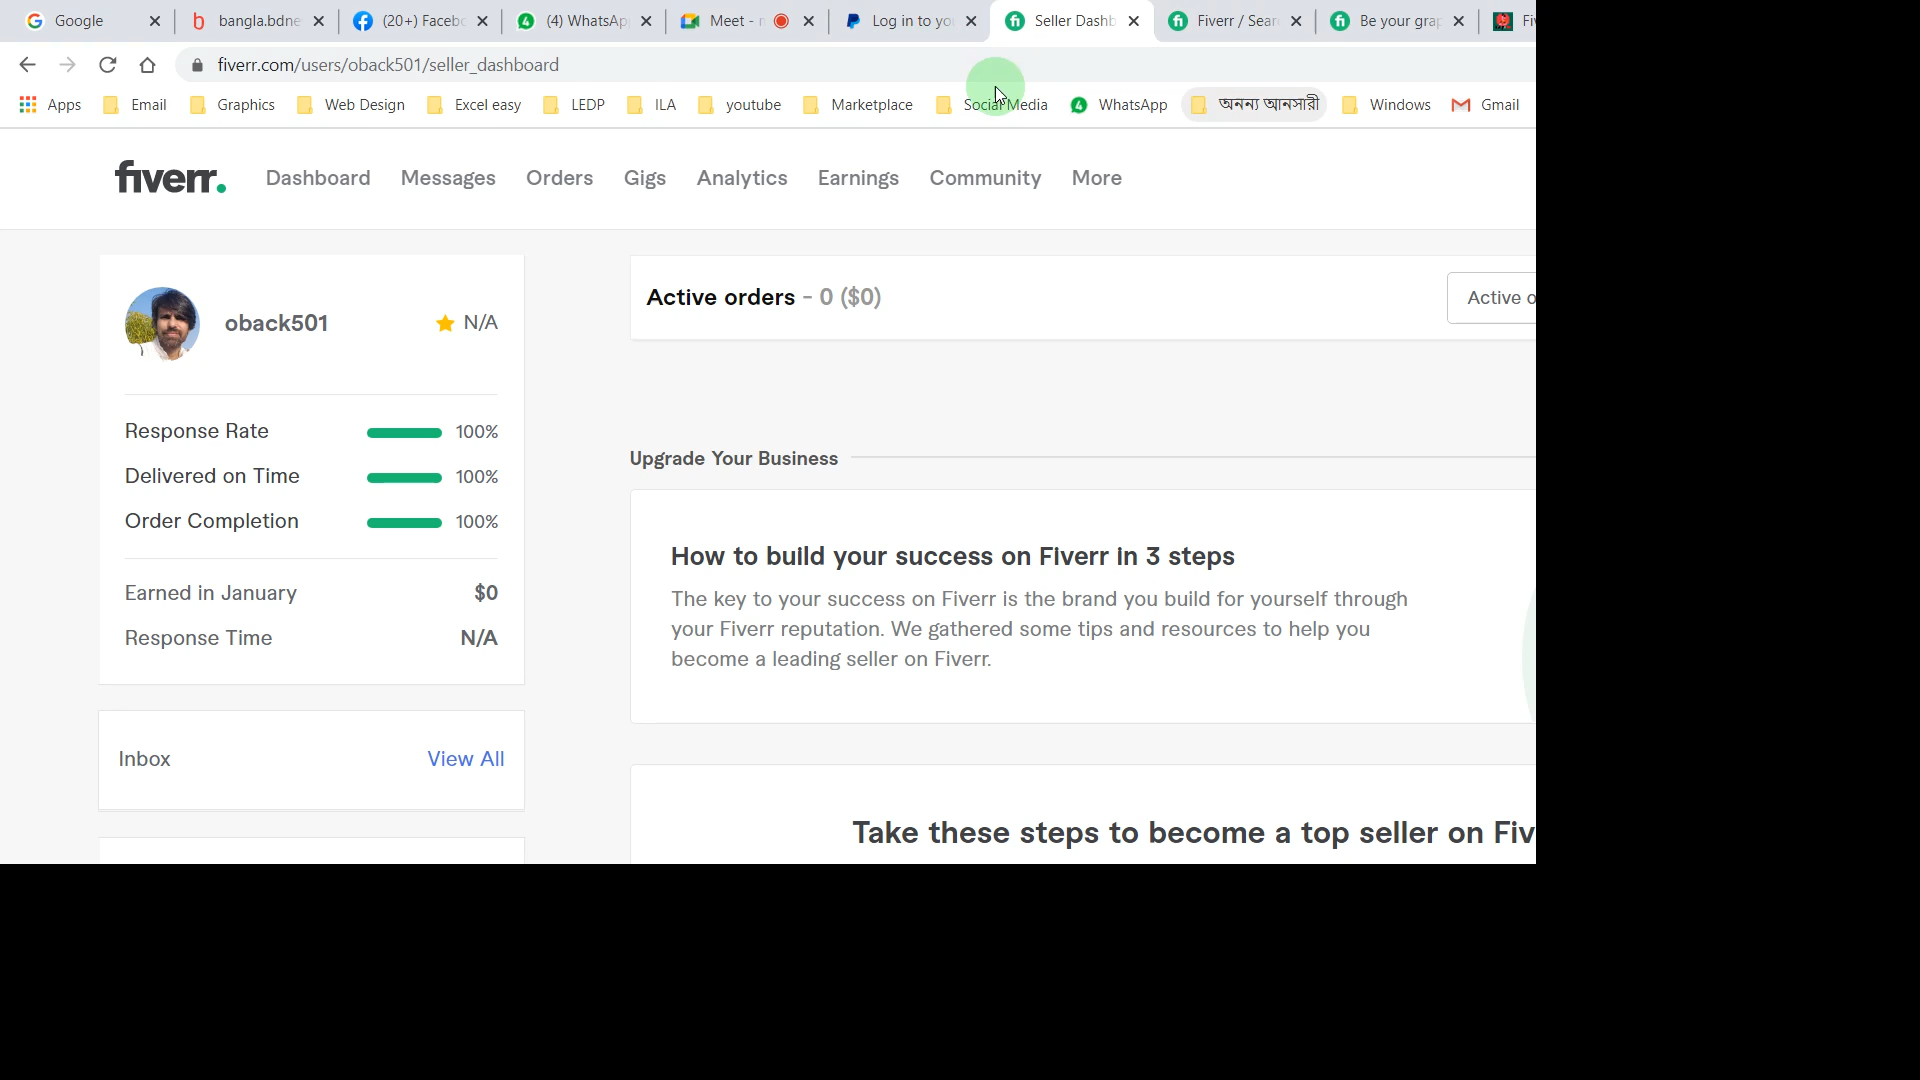 Google
bangla.bdne
(20+) Faceb
(4) WhatsAp
Meet -
Log in to yo
Seller Dashb
Fiverr / Sear
Be your grap
Fiv
fiverr.com/users/oback501/seller_dashboard
Apps
Email
Graphics
Web Design
Excel easy
LEDP
ILA
youtube
Marketplace
Social Media
WhatsApp
অনন্য আনসারী
Windows
Gmail
fiverr.
Dashboard
Messages
Orders
Gigs
Analytics
Earnings
Community
More
oback501
N/A
Active orders - 0 ($0)
Active o
Response Rate 100%
Delivered on Time 100%
Order Completion 100%
Earned in January $0
Response Time N/A
Upgrade Your Business
How to build your success on Fiverr in 3 steps
The key to your success on Fiverr is the brand you build for yourself through
your Fiverr reputation. We gathered some tips and resources to help you
become a leading seller on Fiverr.
Inbox
View All
Take these steps to become a top seller on Fiv